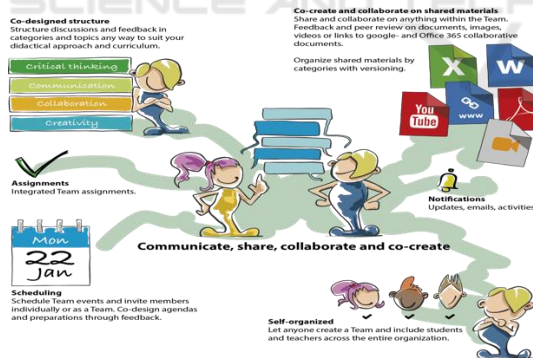 Co-designed structure
Structure discussions and feedback in
categories and topics any way to suit your
didactical approach and curriculum.
Critical thinking
Communication
Collaboration
Creativity
Co-create and collaborate on shared materials
Share and collaborate on anything within the Team.
Feedback and peer review on documents, images,
videos or links to google- and Office 365 collaborative
documents.
Organize shared materials by
categories with versioning.
X
W
You
Tube
www
Assignments
Integrated Team assignments.
Notifications
Updates, emails, activities
Communicate, share, collaborate and co-create
Mon
22
Jan
Scheduling
Schedule Team events and invite members
individually or as a Team. Co-design agendas
and preparations through feedback.
Self-organized
Let anyone create a Team and include students
and teachers across the entire organization.